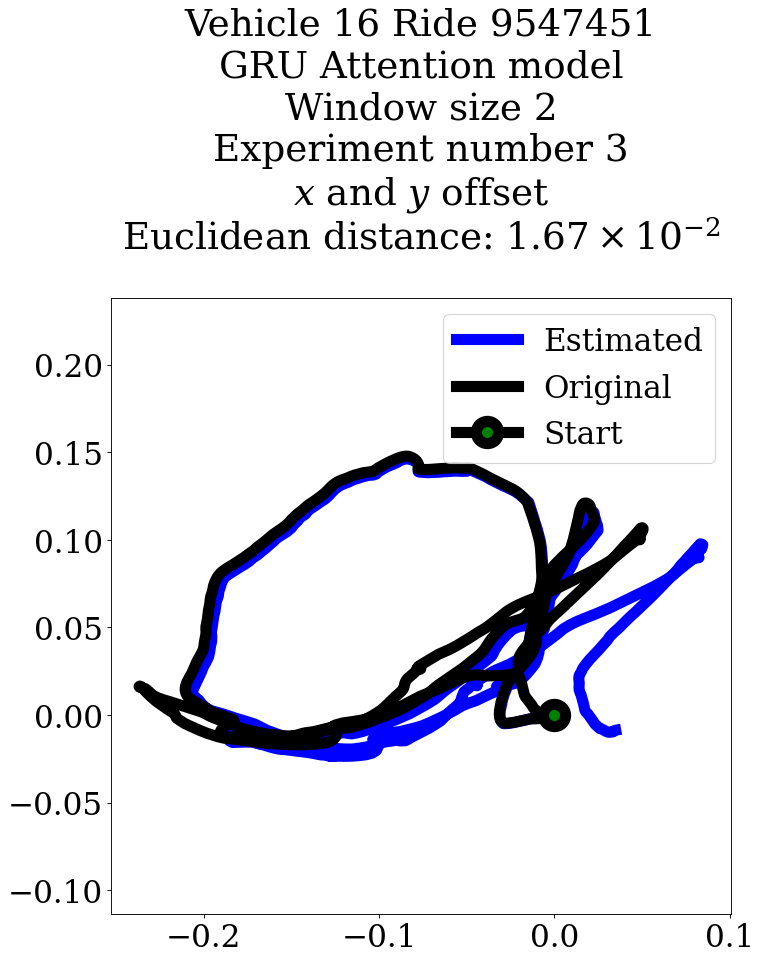 Vehicle 16 Ride 9547451
GRU Attention model
Window size 2
Experiment number 3
x and y offset
Euclidean distance: 1.67 × 10⁻²
Estimated
Original
Start
0.20
0.15
0.10
0.05
0.00
−0.05
−0.10
−0.2
−0.1
0.0
0.1